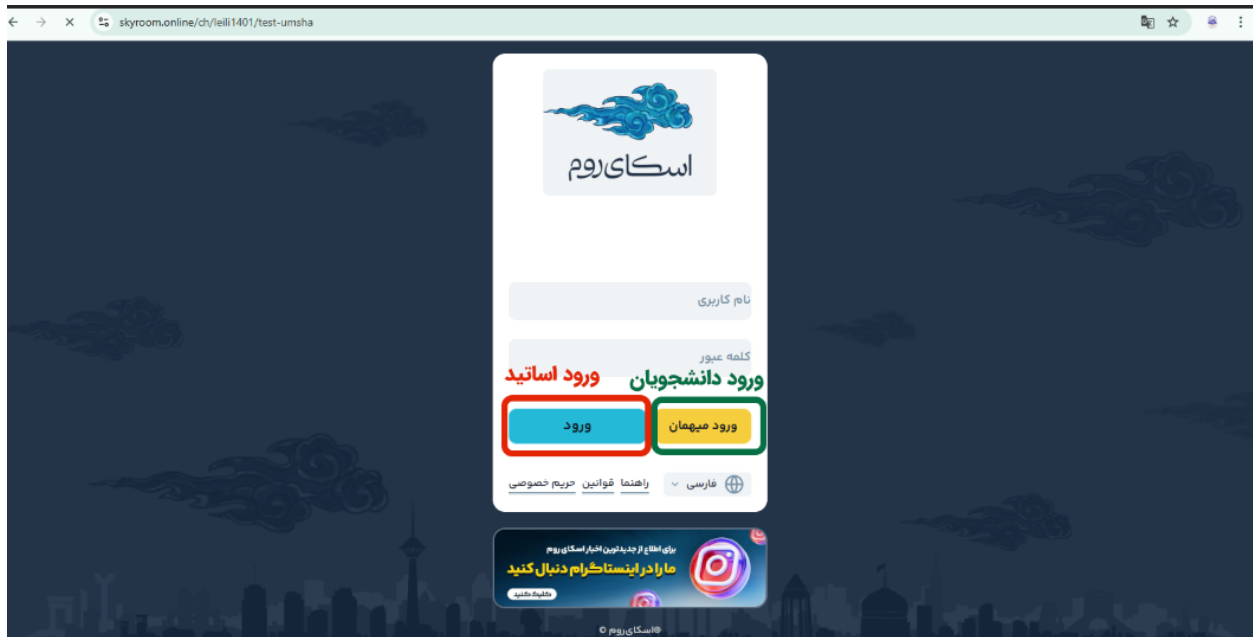 skyroom.online/ch/leili1401/test-umsha
اسکای‌روم
نام کاربری
کلمه عبور
ورود دانشجویان ورود اساتید
ورود میهمان ورود
فارسی راهنما قوانین حریم خصوصی
برای اطلاع از جدیدترین اخبار اسکای روم
ما را در اینستاگرام دنبال کنید
کلیک کنید
اسکای‌روم ©